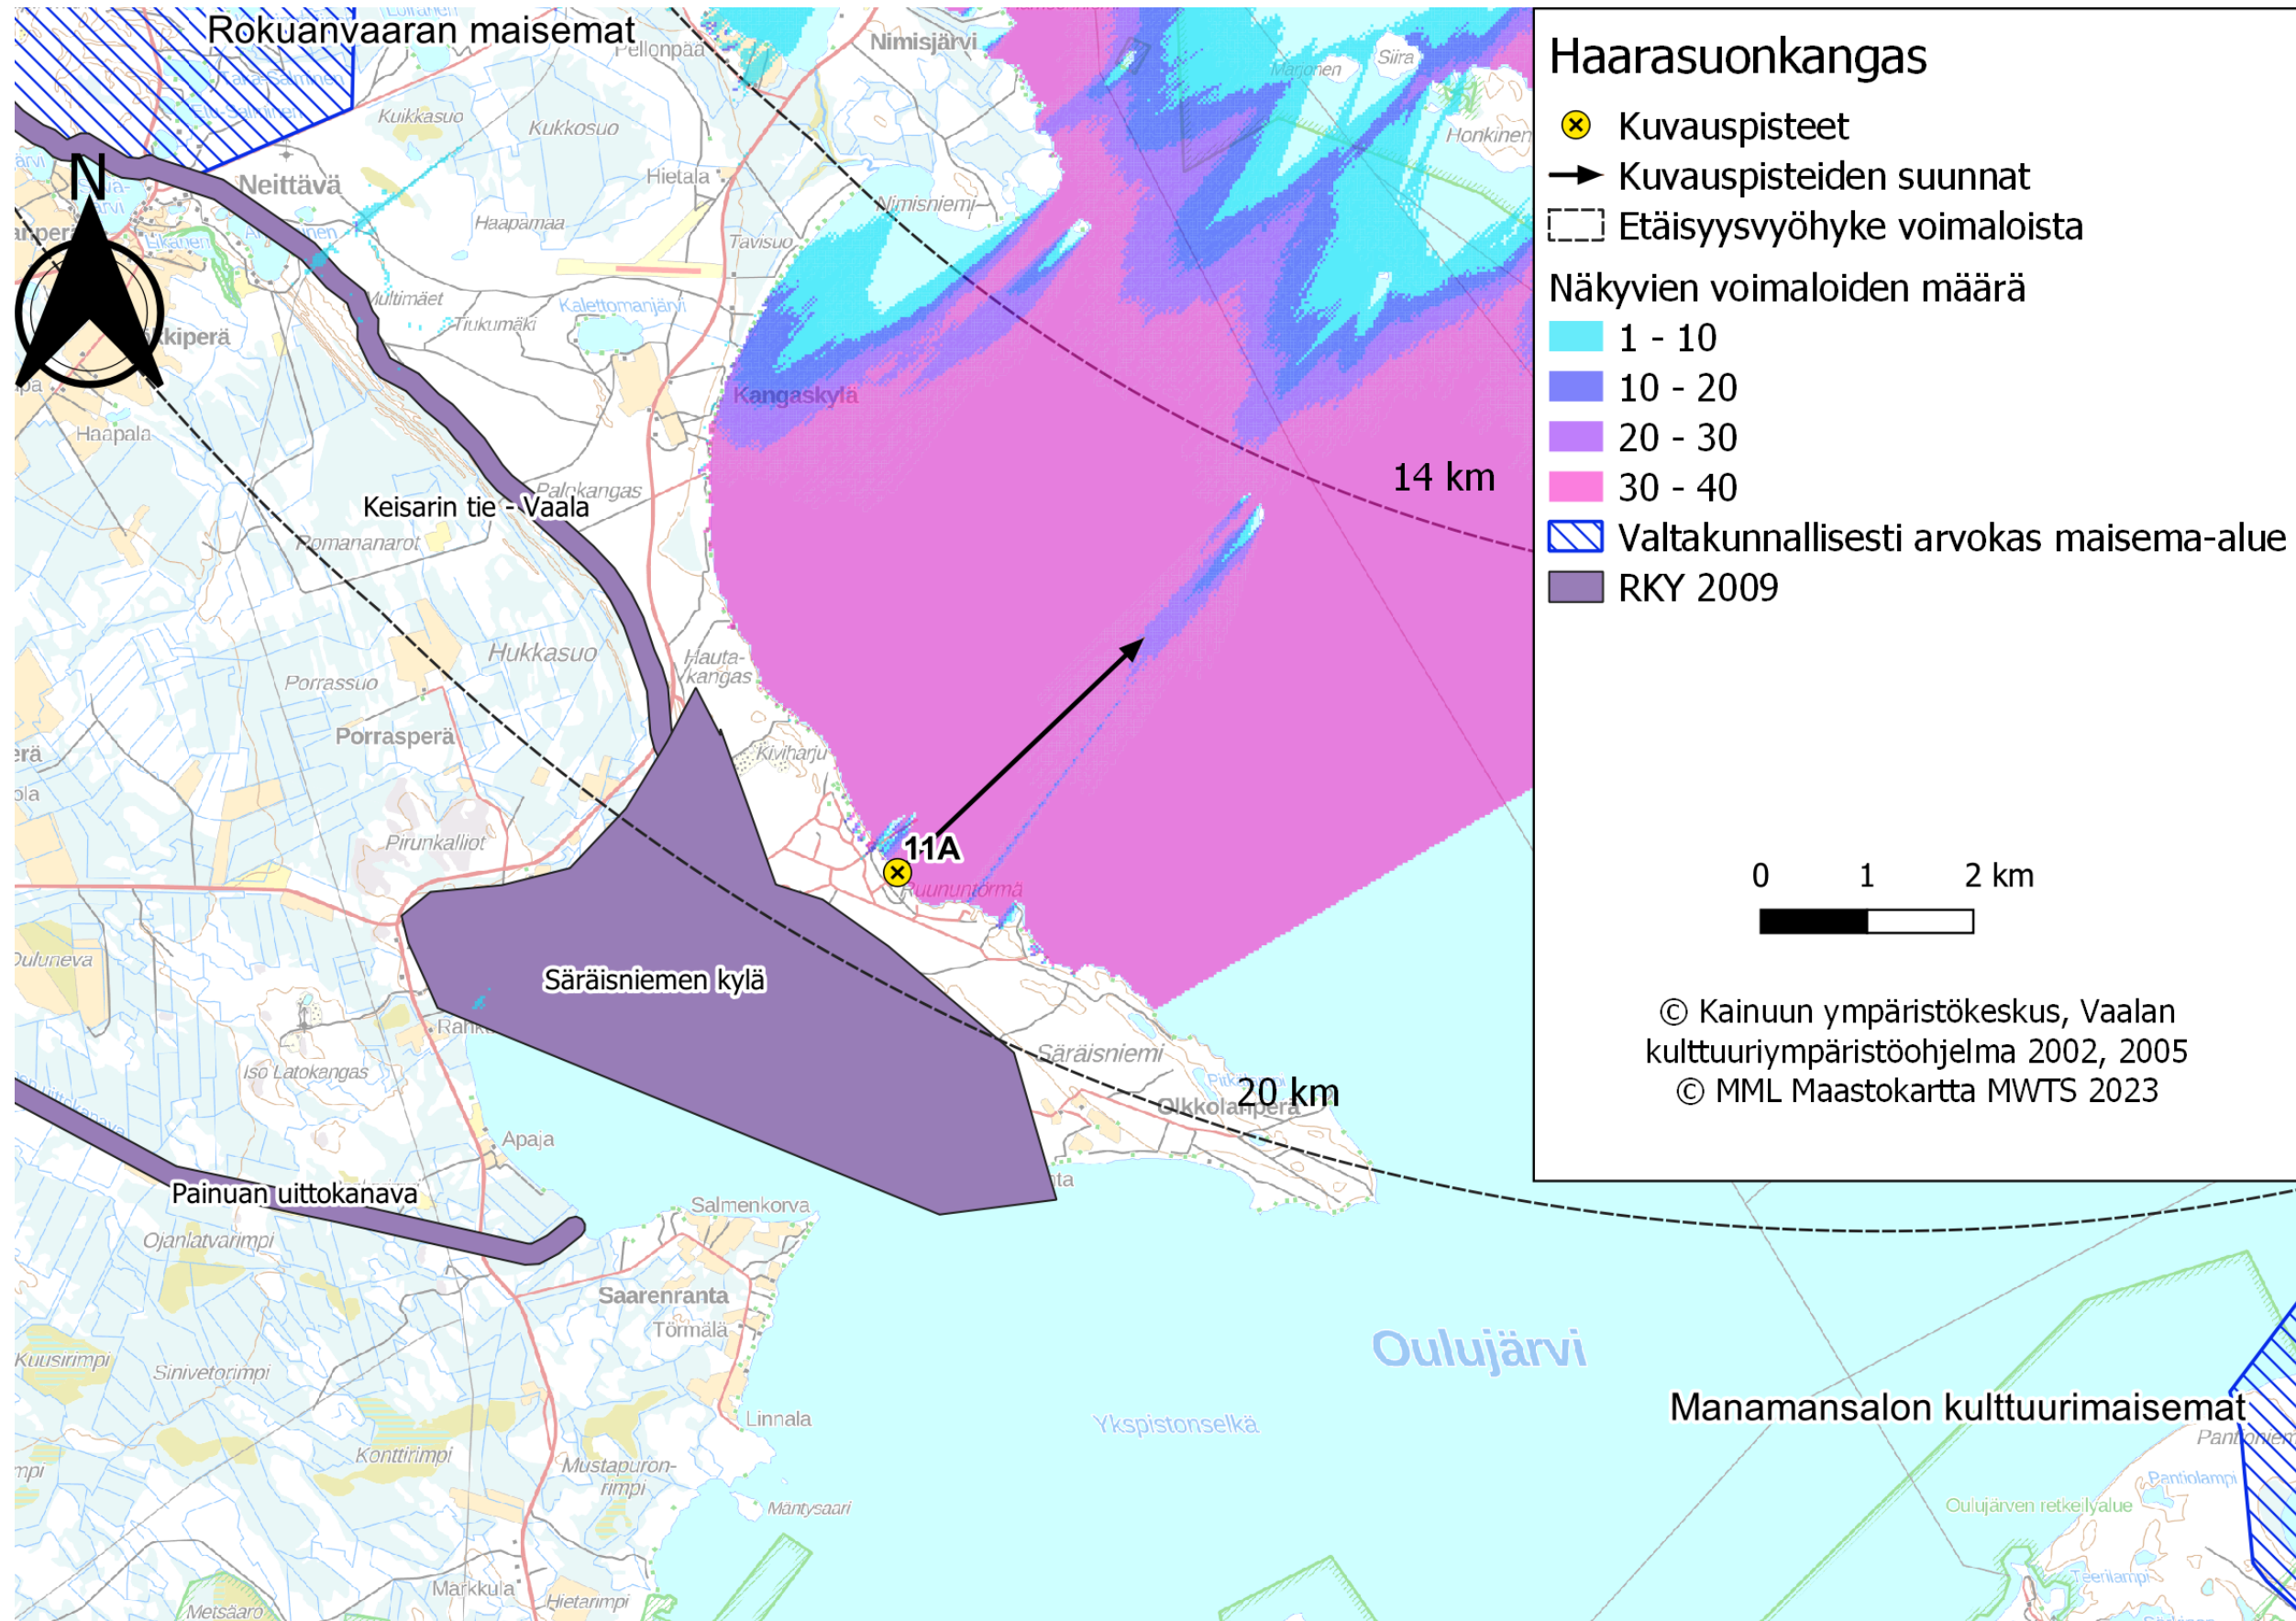 Rokuanvaaran maisemat
Pellonpää
Nimisjärvi
Marjonen
Siira
Honkinen
Kuikkasuo
Kukkosuo
Neittävä
Hietala
Nimisniemi
Haapamaa
Tavisuo
Multimäet
Tiukumäki
Kalettomanjärvi
N
Kangaskylä
Haapala
14 km
Palokangas
Keisarin tie - Vaala
Romananarot
Hukkasuo
Hauta-
kangas
Porrassuo
Porrasperä
Kiviharju
Pirunkalliot
11A
Ruununtörmä
Ouluneva
Säräisniemen kylä
Iso Latokangas
Säräisniemi
20 km
Olkkolanperä
Apaja
Painuan uittokanava
Salmenkorva
Ojanlatvarimpi
Saarenranta
Törmälä
Kuusirimpi
Sinivetorimpi
Oulujärvi
Linnala
Ykspistonselkä
Manamansalon kulttuurimaisemat
Konttirimpi
Mustapuron-
rimpi
Mäntysaari
Pantiolampi
Oulujärven retkeilyalue
Teerilampi
Markkula
Hietarimpi
Metsäaro
Haarasuonkangas
Kuvauspisteet
Kuvauspisteiden suunnat
Etäisyysvyöhyke voimaloista
Näkyvien voimaloiden määrä
1 - 10
10 - 20
20 - 30
30 - 40
Valtakunnallisesti arvokas maisema-alue
RKY 2009
0 1 2 km
© Kainuun ympäristökeskus, Vaalan
kulttuuriympäristöohjelma 2002, 2005
© MML Maastokartta MWTS 2023